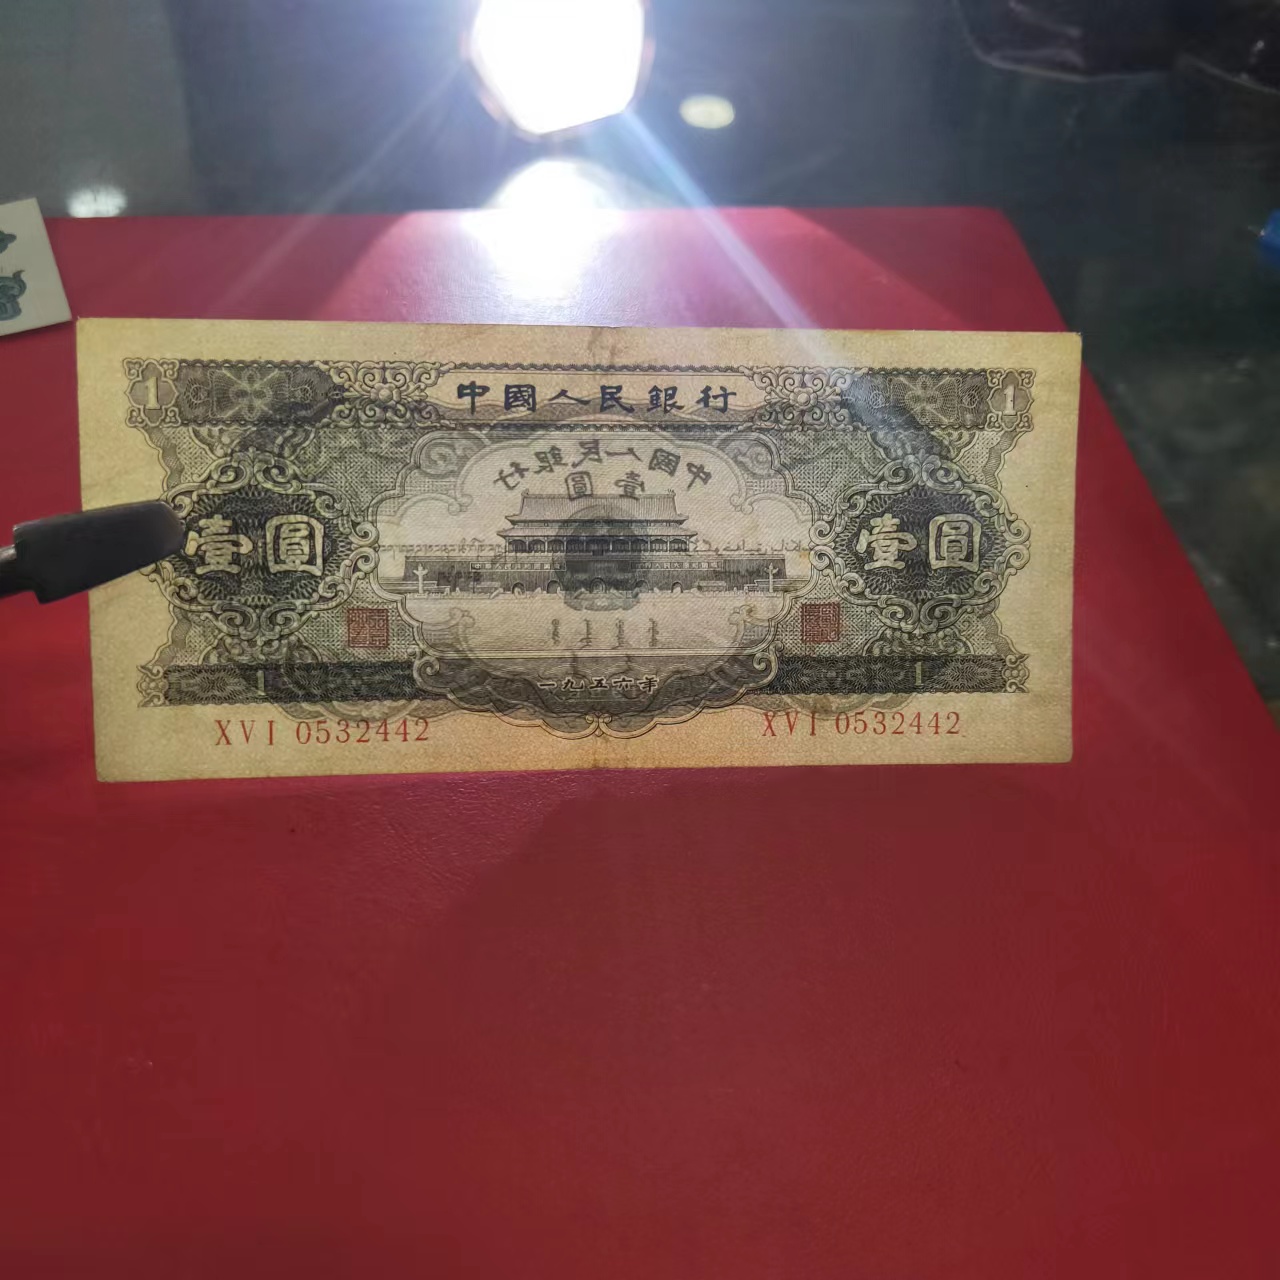 1 中國人民銀行 1
中國人民銀行
壹圓
壹圓 壹圓
一九五六年
1 1
XVI 0532442 XVI 0532442